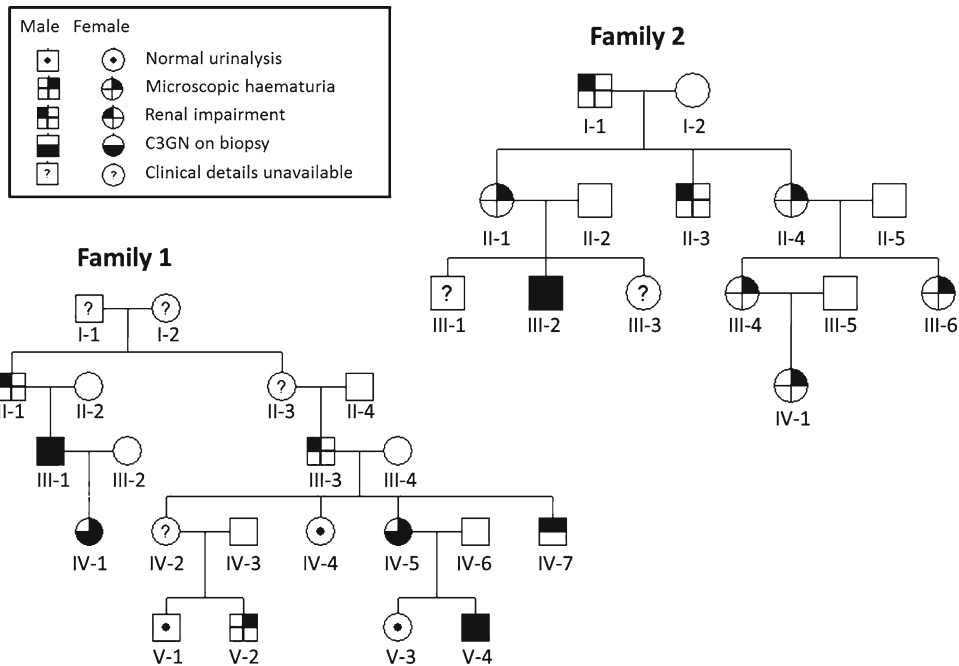 Male Female
Normal urinalysis
Microscopic haematuria
Renal impairment
C3GN on biopsy
? ? Clinical details unavailable
Family 2
I-1 I-2
II-1 II-2 II-3 II-4 II-5
? ?
III-1 III-2 III-3 III-4 III-5 III-6
IV-1
Family 1
? ?
I-1 I-2
?
II-1 II-2 II-3 II-4
III-1 III-2 III-3 III-4
?
IV-1 IV-2 IV-3 IV-4 IV-5 IV-6 IV-7
V-1 V-2 V-3 V-4